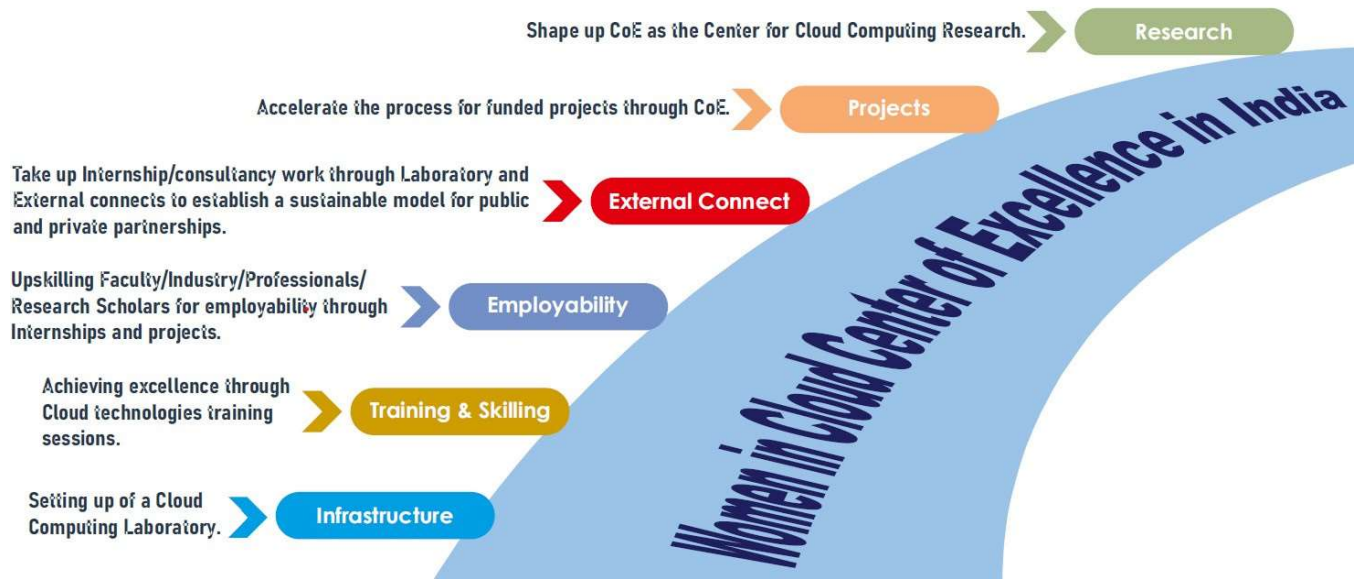 Shape up CoE as the Center for Cloud Computing Research.
Research
Accelerate the process for funded projects through CoE.
Projects
Take up Internship/consultancy work through Laboratory and
External connects to establish a sustainable model for public
and private partnerships.
External Connect
Upskilling Faculty/Industry/Professionals/
Research Scholars for employability through
Internships and projects.
Employability
Achieving excellence through
Cloud technologies training
sessions.
Training & Skilling
Setting up of a Cloud
Computing Laboratory.
Infrastructure
Women in Cloud Center of Excellence in India